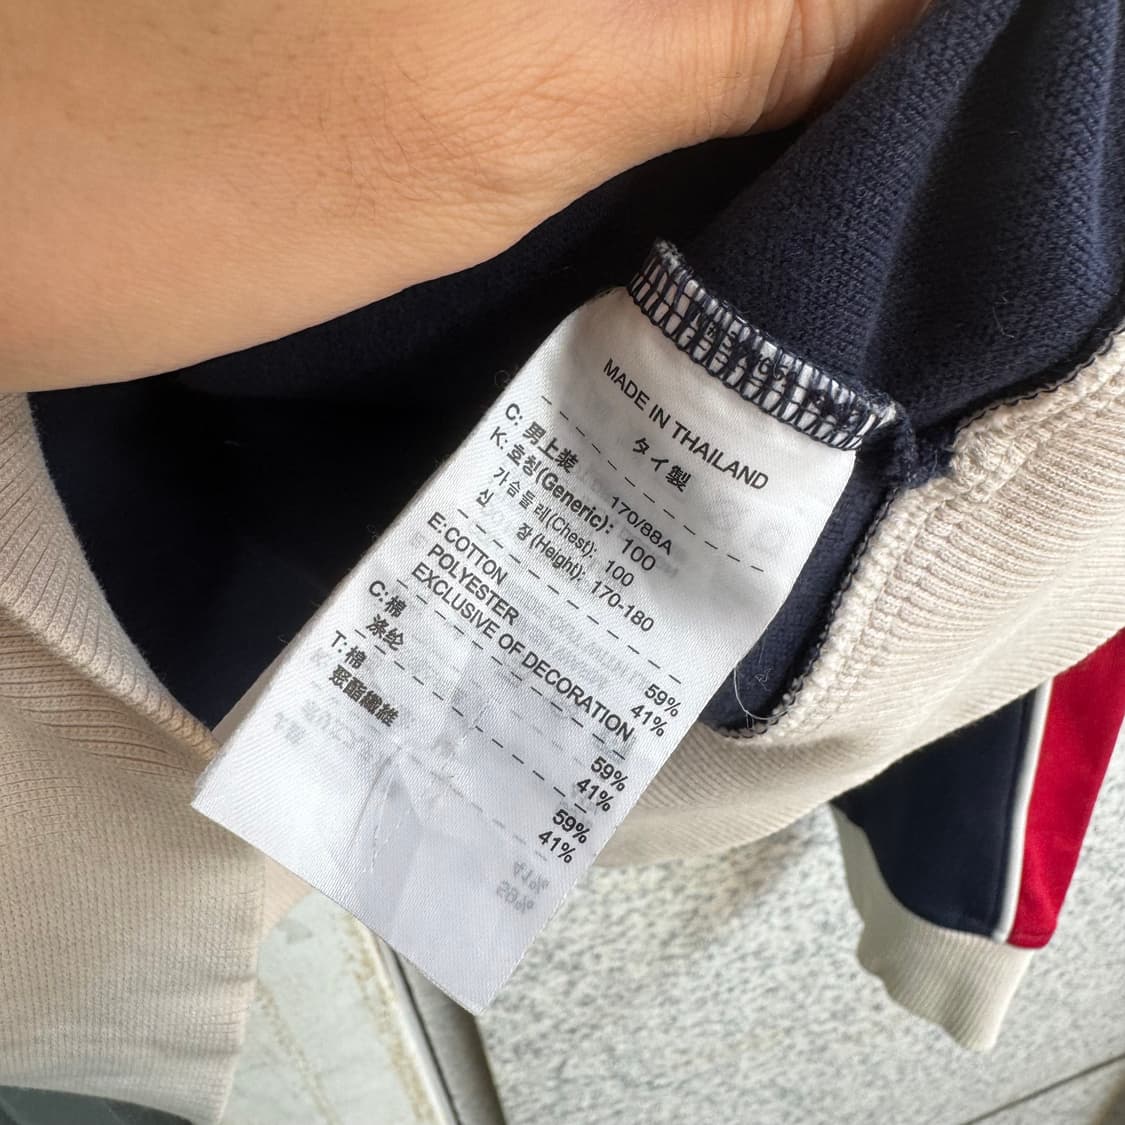 MADE IN THAILAND
タイ製
C: 男上装 170/88A
K: 호칭(Generic): 100
가슴둘레(Chest): 100
신 장(Height): 170-180
E:COTTON 59%
POLYESTER 41%
EXCLUSIVE OF DECORATION
C: 棉 59%
涤纶 41%
T: 棉 59%
聚酯纖維 41%